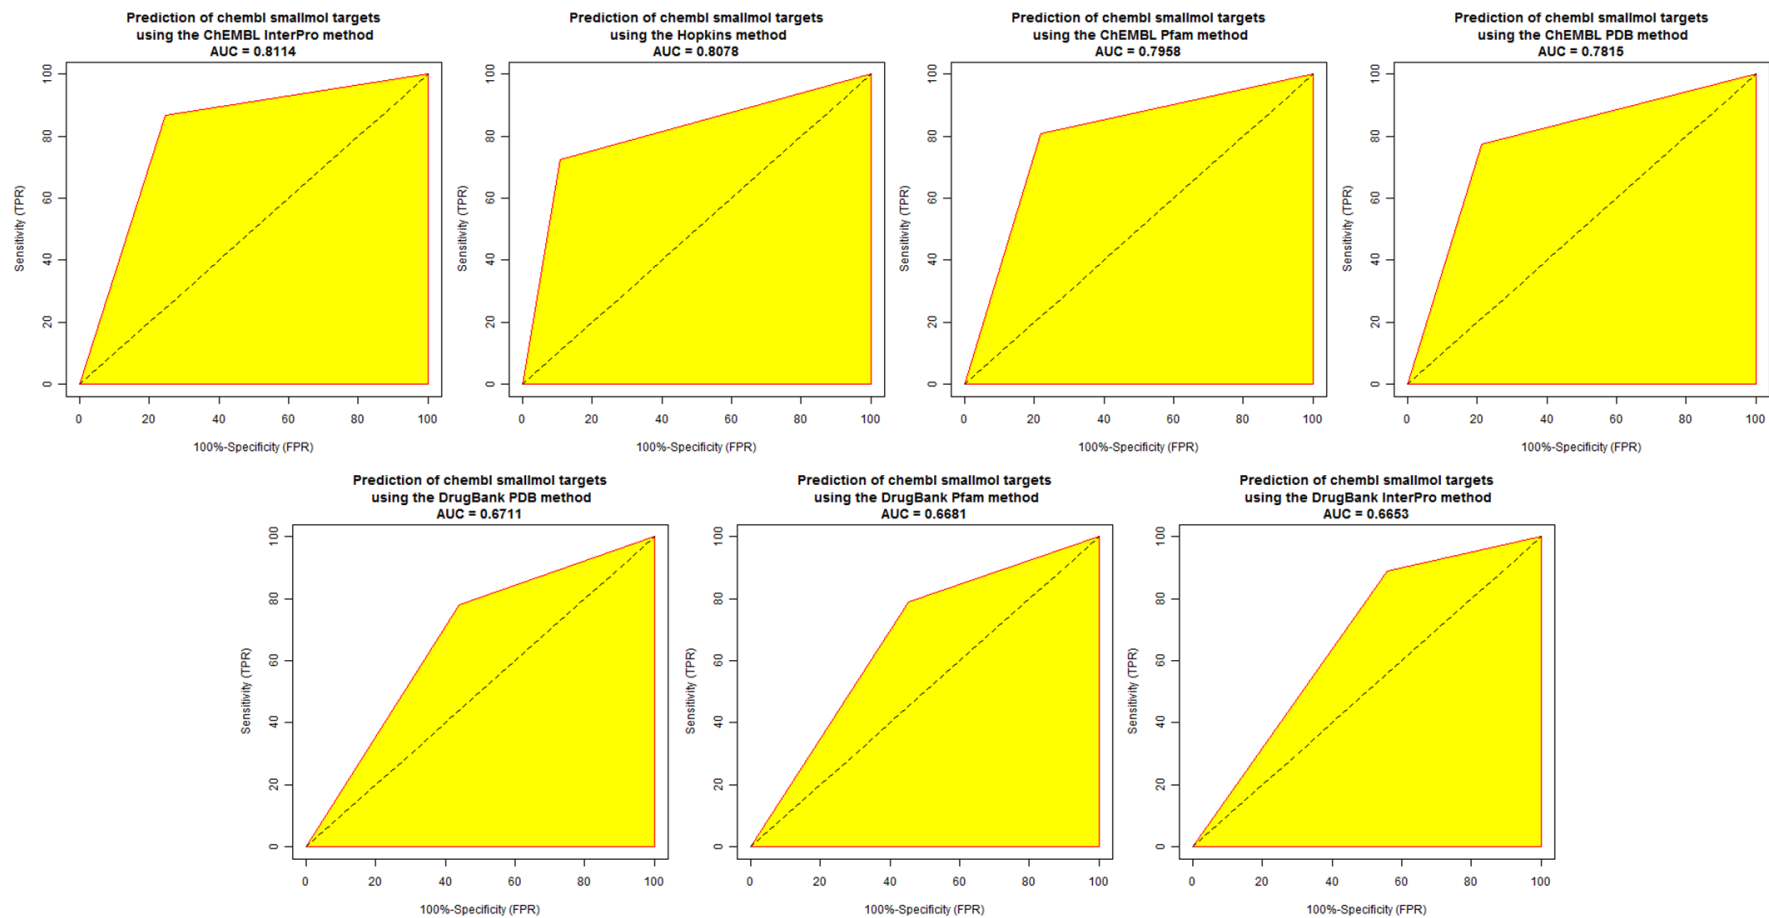 Prediction of chembl smallmol targets
using the ChEMBL InterPro method
AUC = 0.8114
100
80
60
40
20
0
Sensitivity (TPR)
0 20 40 60 80 100
100%-Specificity (FPR)
Prediction of chembl smallmol targets
using the Hopkins method
AUC = 0.8078
100
80
60
40
20
0
Sensitivity (TPR)
0 20 40 60 80 100
100%-Specificity (FPR)
Prediction of chembl smallmol targets
using the ChEMBL Pfam method
AUC = 0.7958
100
80
60
40
20
0
Sensitivity (TPR)
0 20 40 60 80 100
100%-Specificity (FPR)
Prediction of chembl smallmol targets
using the ChEMBL PDB method
AUC = 0.7815
100
80
60
40
20
0
Sensitivity (TPR)
0 20 40 60 80 100
100%-Specificity (FPR)
Prediction of chembl smallmol targets
using the DrugBank PDB method
AUC = 0.6711
100
80
60
40
20
0
Sensitivity (TPR)
0 20 40 60 80 100
100%-Specificity (FPR)
Prediction of chembl smallmol targets
using the DrugBank Pfam method
AUC = 0.6681
100
80
60
40
20
0
Sensitivity (TPR)
0 20 40 60 80 100
100%-Specificity (FPR)
Prediction of chembl smallmol targets
using the DrugBank InterPro method
AUC = 0.6653
100
80
60
40
20
0
Sensitivity (TPR)
0 20 40 60 80 100
100%-Specificity (FPR)